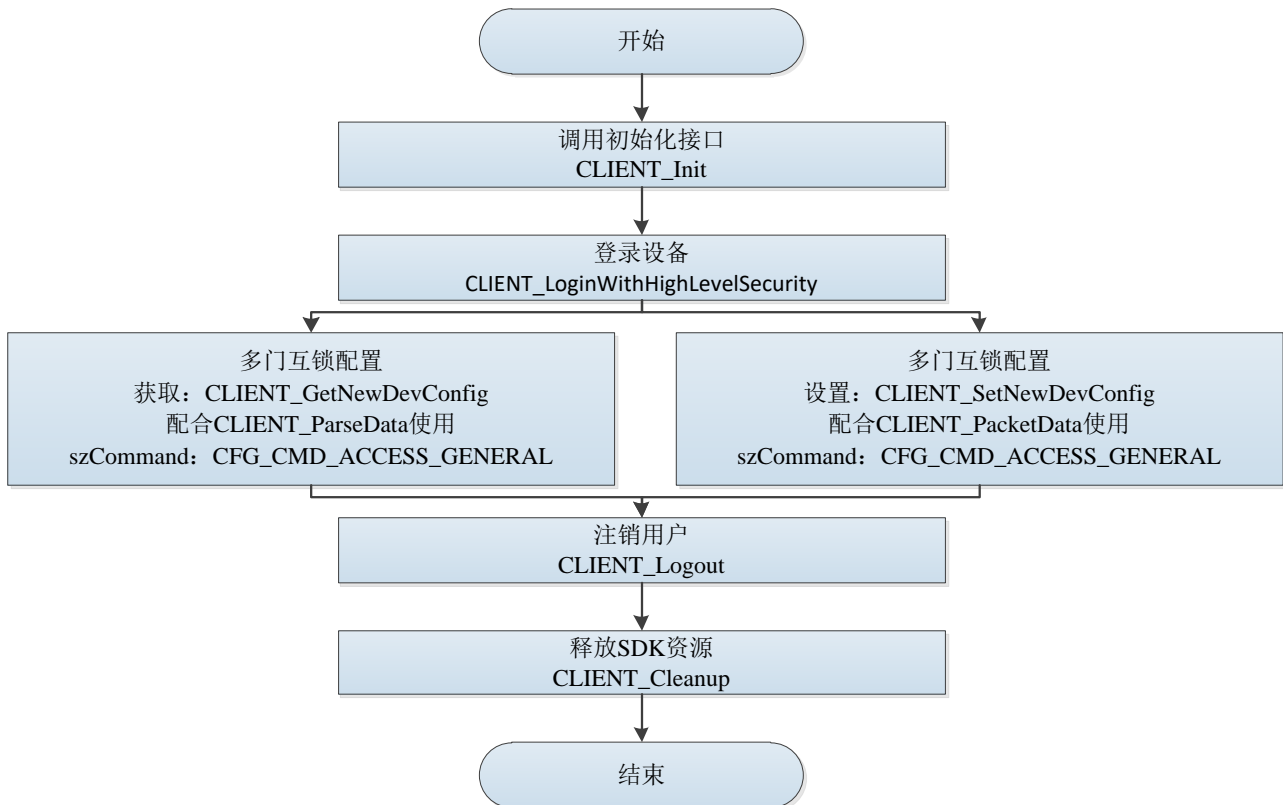 开始
调用初始化接口
CLIENT_Init
登录设备
CLIENT_LoginWithHighLevelSecurity
多门互锁配置
获取：CLIENT_GetNewDevConfig
配合CLIENT_ParseData使用
szCommand：CFG_CMD_ACCESS_GENERAL
多门互锁配置
设置：CLIENT_SetNewDevConfig
配合CLIENT_PacketData使用
szCommand：CFG_CMD_ACCESS_GENERAL
注销用户
CLIENT_Logout
释放SDK资源
CLIENT_Cleanup
结束